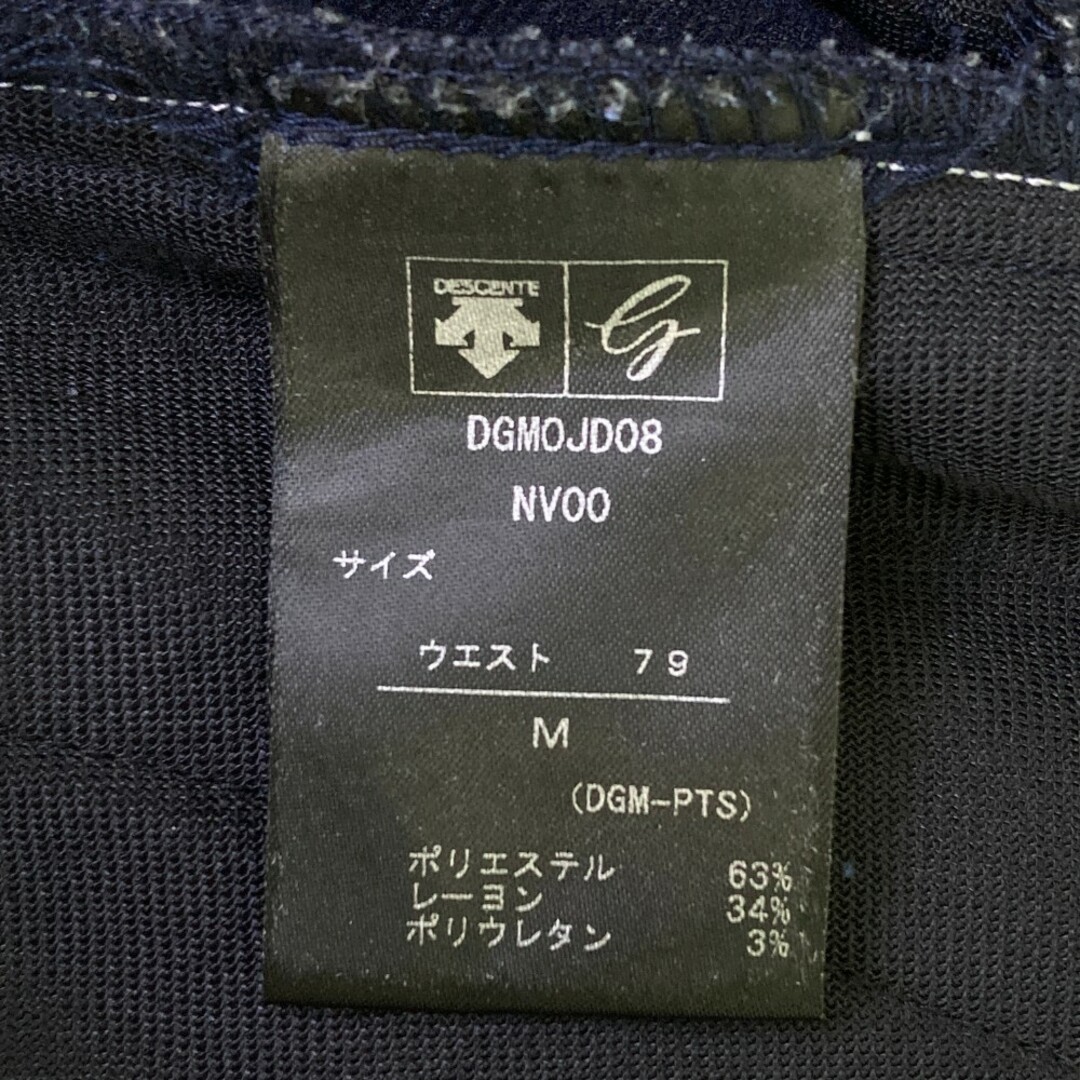 DESCENTE G
DGM0JD08
NV00
サイズ
ウエスト 79
M
(DGM-PTS)
ポリエステル 63%
レーヨン 34%
ポリウレタン 3%